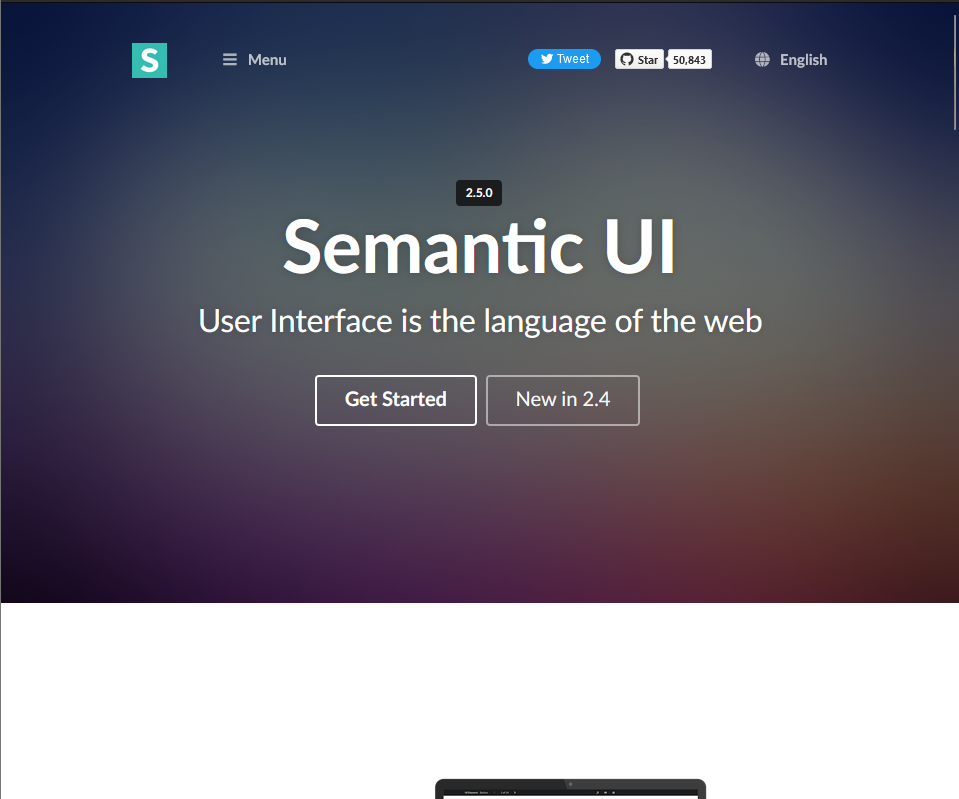 S
Menu
Tweet
Star
50,843
English
2.5.0
Semantic UI
User Interface is the language of the web
Get Started
New in 2.4